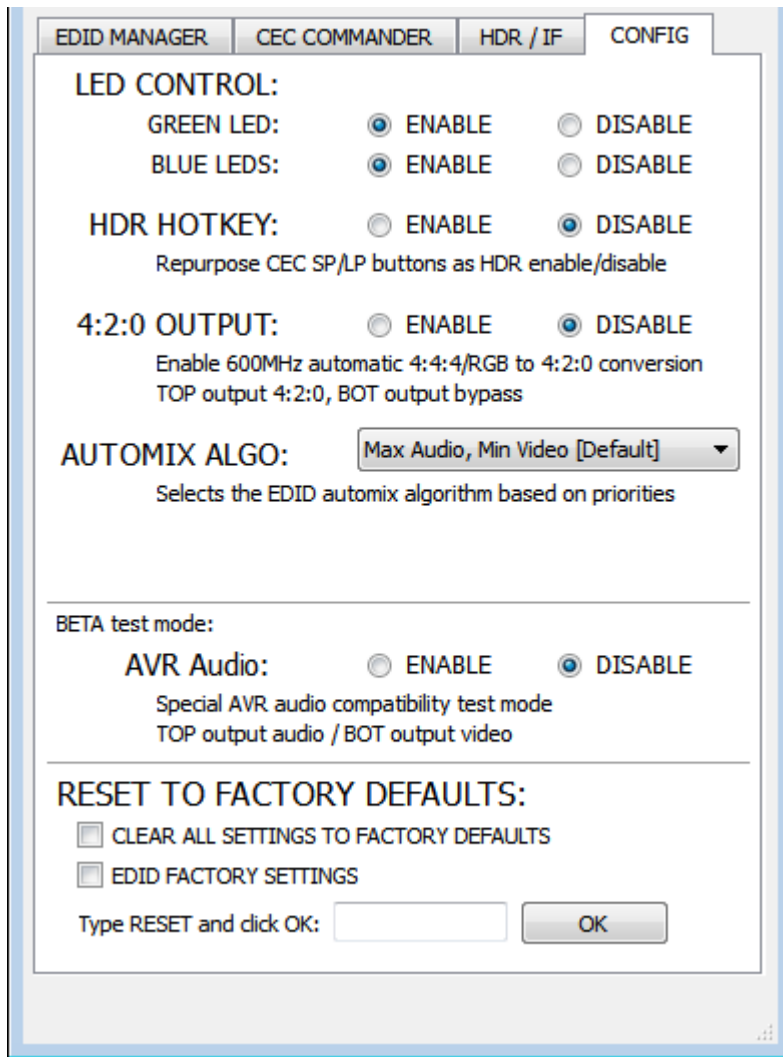 EDID MANAGER CEC COMMANDER HDR / IF CONFIG
LED CONTROL:
GREEN LED: ENABLE DISABLE
BLUE LEDS: ENABLE DISABLE
HDR HOTKEY: ENABLE DISABLE
Repurpose CEC SP/LP buttons as HDR enable/disable
4:2:0 OUTPUT: ENABLE DISABLE
Enable 600MHz automatic 4:4:4/RGB to 4:2:0 conversion
TOP output 4:2:0, BOT output bypass
AUTOMIX ALGO: Max Audio, Min Video [Default]
Selects the EDID automix algorithm based on priorities
BETA test mode:
AVR Audio: ENABLE DISABLE
Special AVR audio compatibility test mode
TOP output audio / BOT output video
RESET TO FACTORY DEFAULTS:
CLEAR ALL SETTINGS TO FACTORY DEFAULTS
EDID FACTORY SETTINGS
Type RESET and click OK: OK